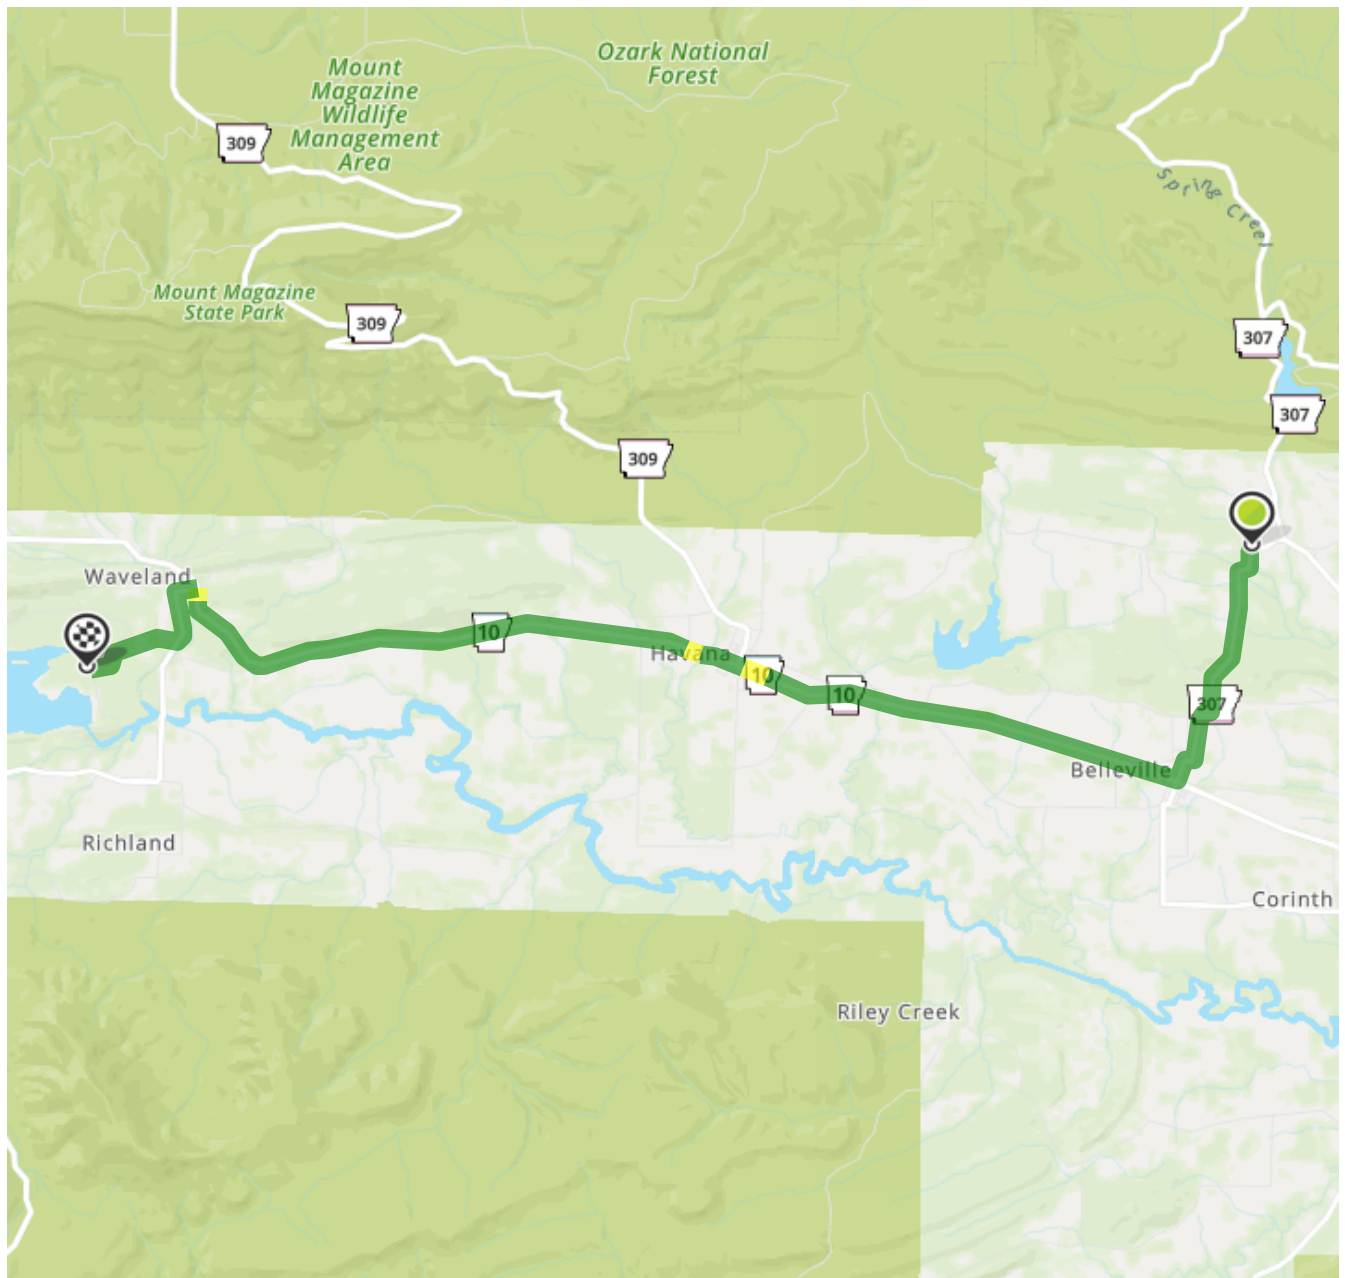 Ozark National
Forest
Mount
Magazine
Wildlife
Management
Area
309
Spring Creek
Mount Magazine
State Park
309
307
307
309
Waveland
10
Havana
10
10
307
Belleville
Richland
Corinth
Riley Creek